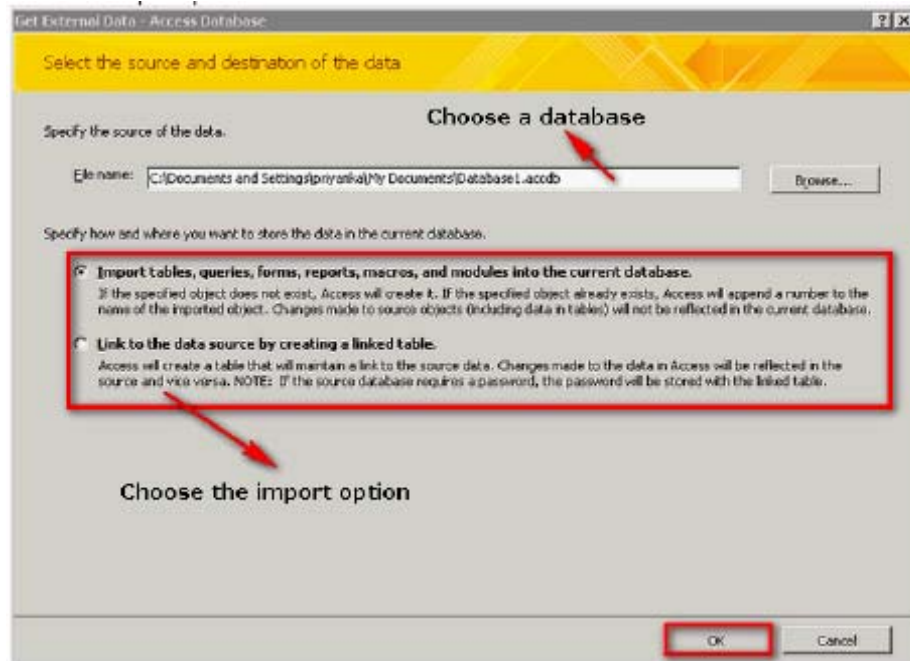 Get External Data - Access Database
Select the source and destination of the data
Choose a database
Specify the source of the data.
File name: C:\Documents and Settings\priyanka\My Documents\Database1.accdb Browse...
Specify how and where you want to store the data in the current database.
Import tables, queries, forms, reports, macros, and modules into the current database.
If the specified object does not exist, Access will create it. If the specified object already exists, Access will append a number to the
name of the imported object. Changes made to source objects (including data in tables) will not be reflected in the current database.
Link to the data source by creating a linked table.
Access will create a table that will maintain a link to the source data. Changes made to the data in Access will be reflected in the
source and vice versa. NOTE: If the source database requires a password, the password will be stored with the linked table.
Choose the import option
OK Cancel